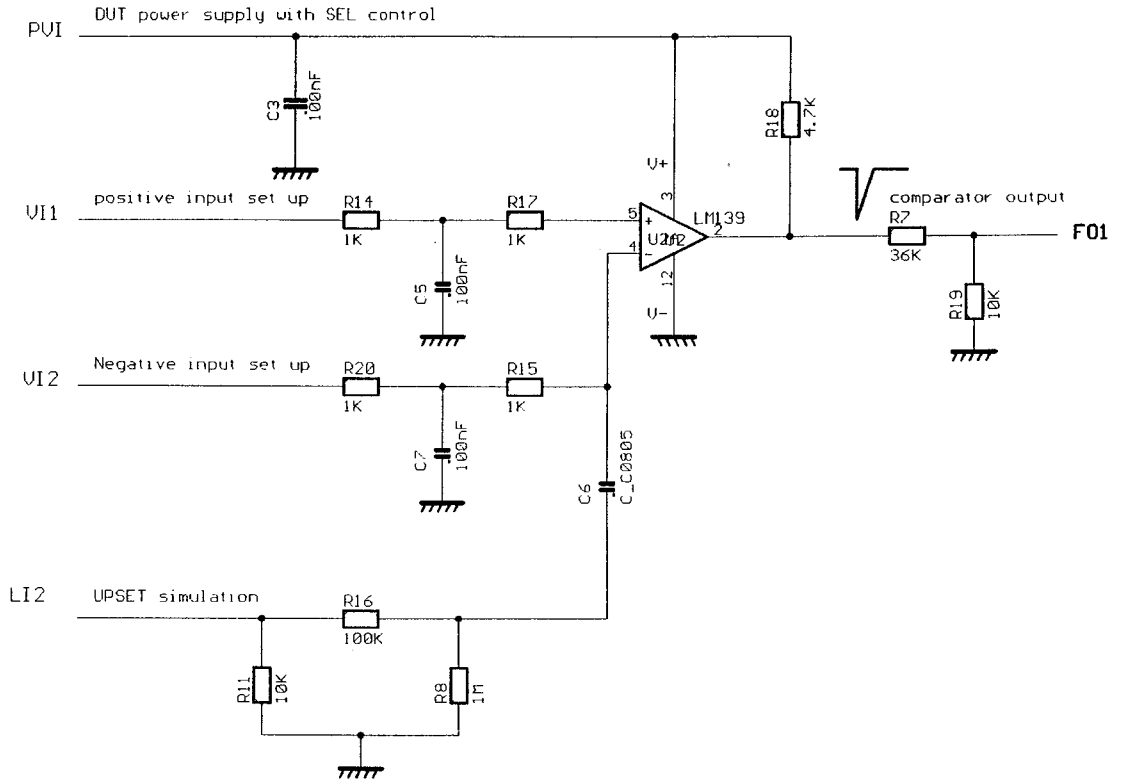 DUT power supply with SEL control
PVI
C3
100nF
R18
4.7K
V+
3
positive input set up
VI1
R14
1K
R17
1K
5
+
4
-
LM139
2
12
V-
comparator output
R7
36K
FO1
R19
10K
C5
100nF
Negative input set up
VI2
R20
1K
R15
1K
C7
100nF
C6
C_C0805
LI2
UPSET simulation
R16
100K
R11
10K
R8
1M